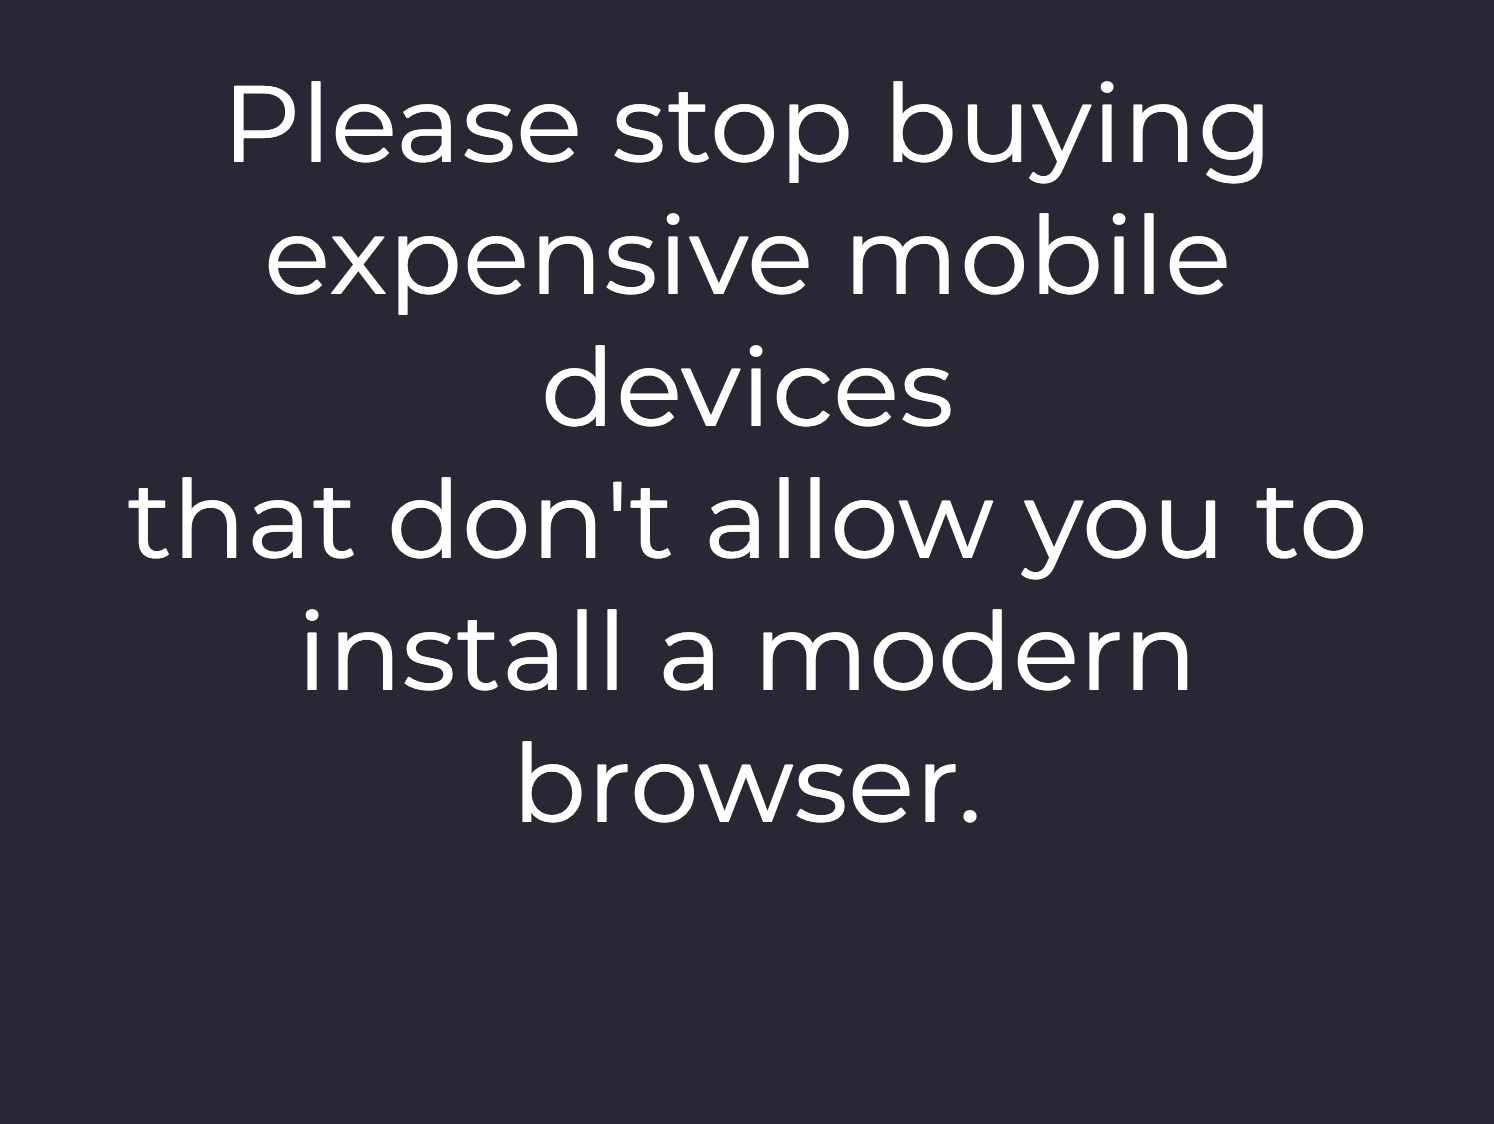 Please stop buying
expensive mobile
devices
that don't allow you to
install a modern
browser.